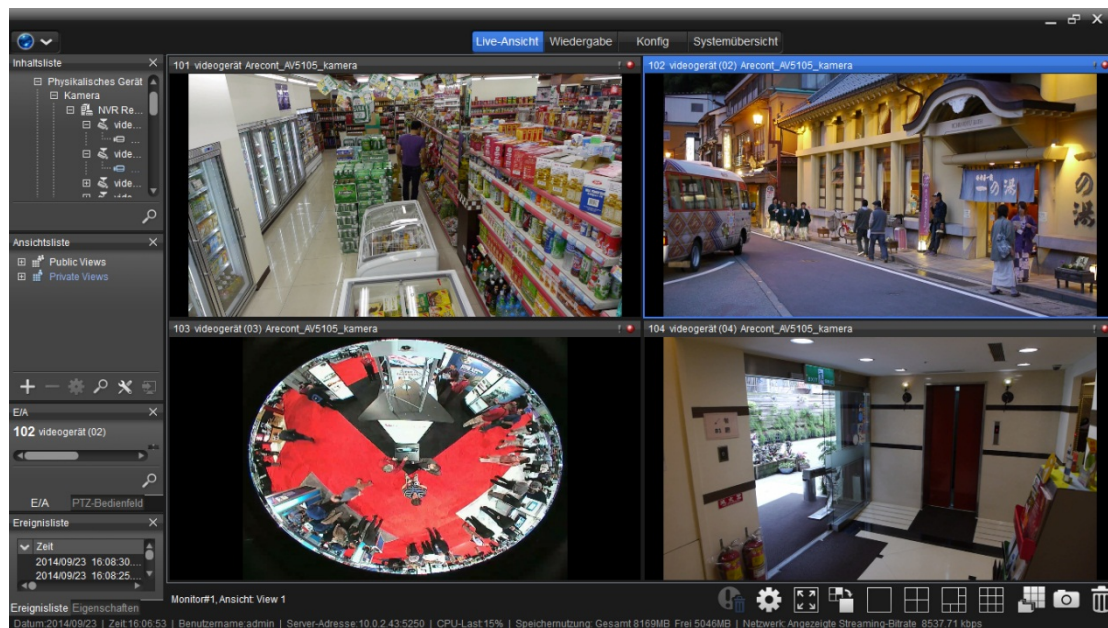 Live-Ansicht Wiedergabe Konfig Systemübersicht
Inhaltsliste
Physikalisches Gerät
Kamera
NVR Re...
vide...
...
vide...
...
vide...
Ansichtsliste
Public Views
Private Views
E/A
102 videogerät (02)
E/A PTZ-Bedienfeld
Ereignisliste
Zeit
2014/09/23 16:08:30....
2014/09/23 16:08:25....
Ereignisliste Eigenschaften
101 videogerät Arecont_AV5105_kamera
102 videogerät (02) Arecont_AV5105_kamera
の湯
の湯
103 videogerät (03) Arecont_AV5105_kamera
104 videogerät (04) Arecont_AV5105_kamera
Monitor#1, Ansicht: View 1
Datum:2014/09/23 | Zeit:16:06:53 | Benutzername:admin | Server-Adresse:10.0.2.43:5250 | CPU-Last:15% | Speichernutzung: Gesamt 8169MB Frei 5046MB | Netzwerk: Angezeigte Streaming-Bitrate 8537.71 kbps